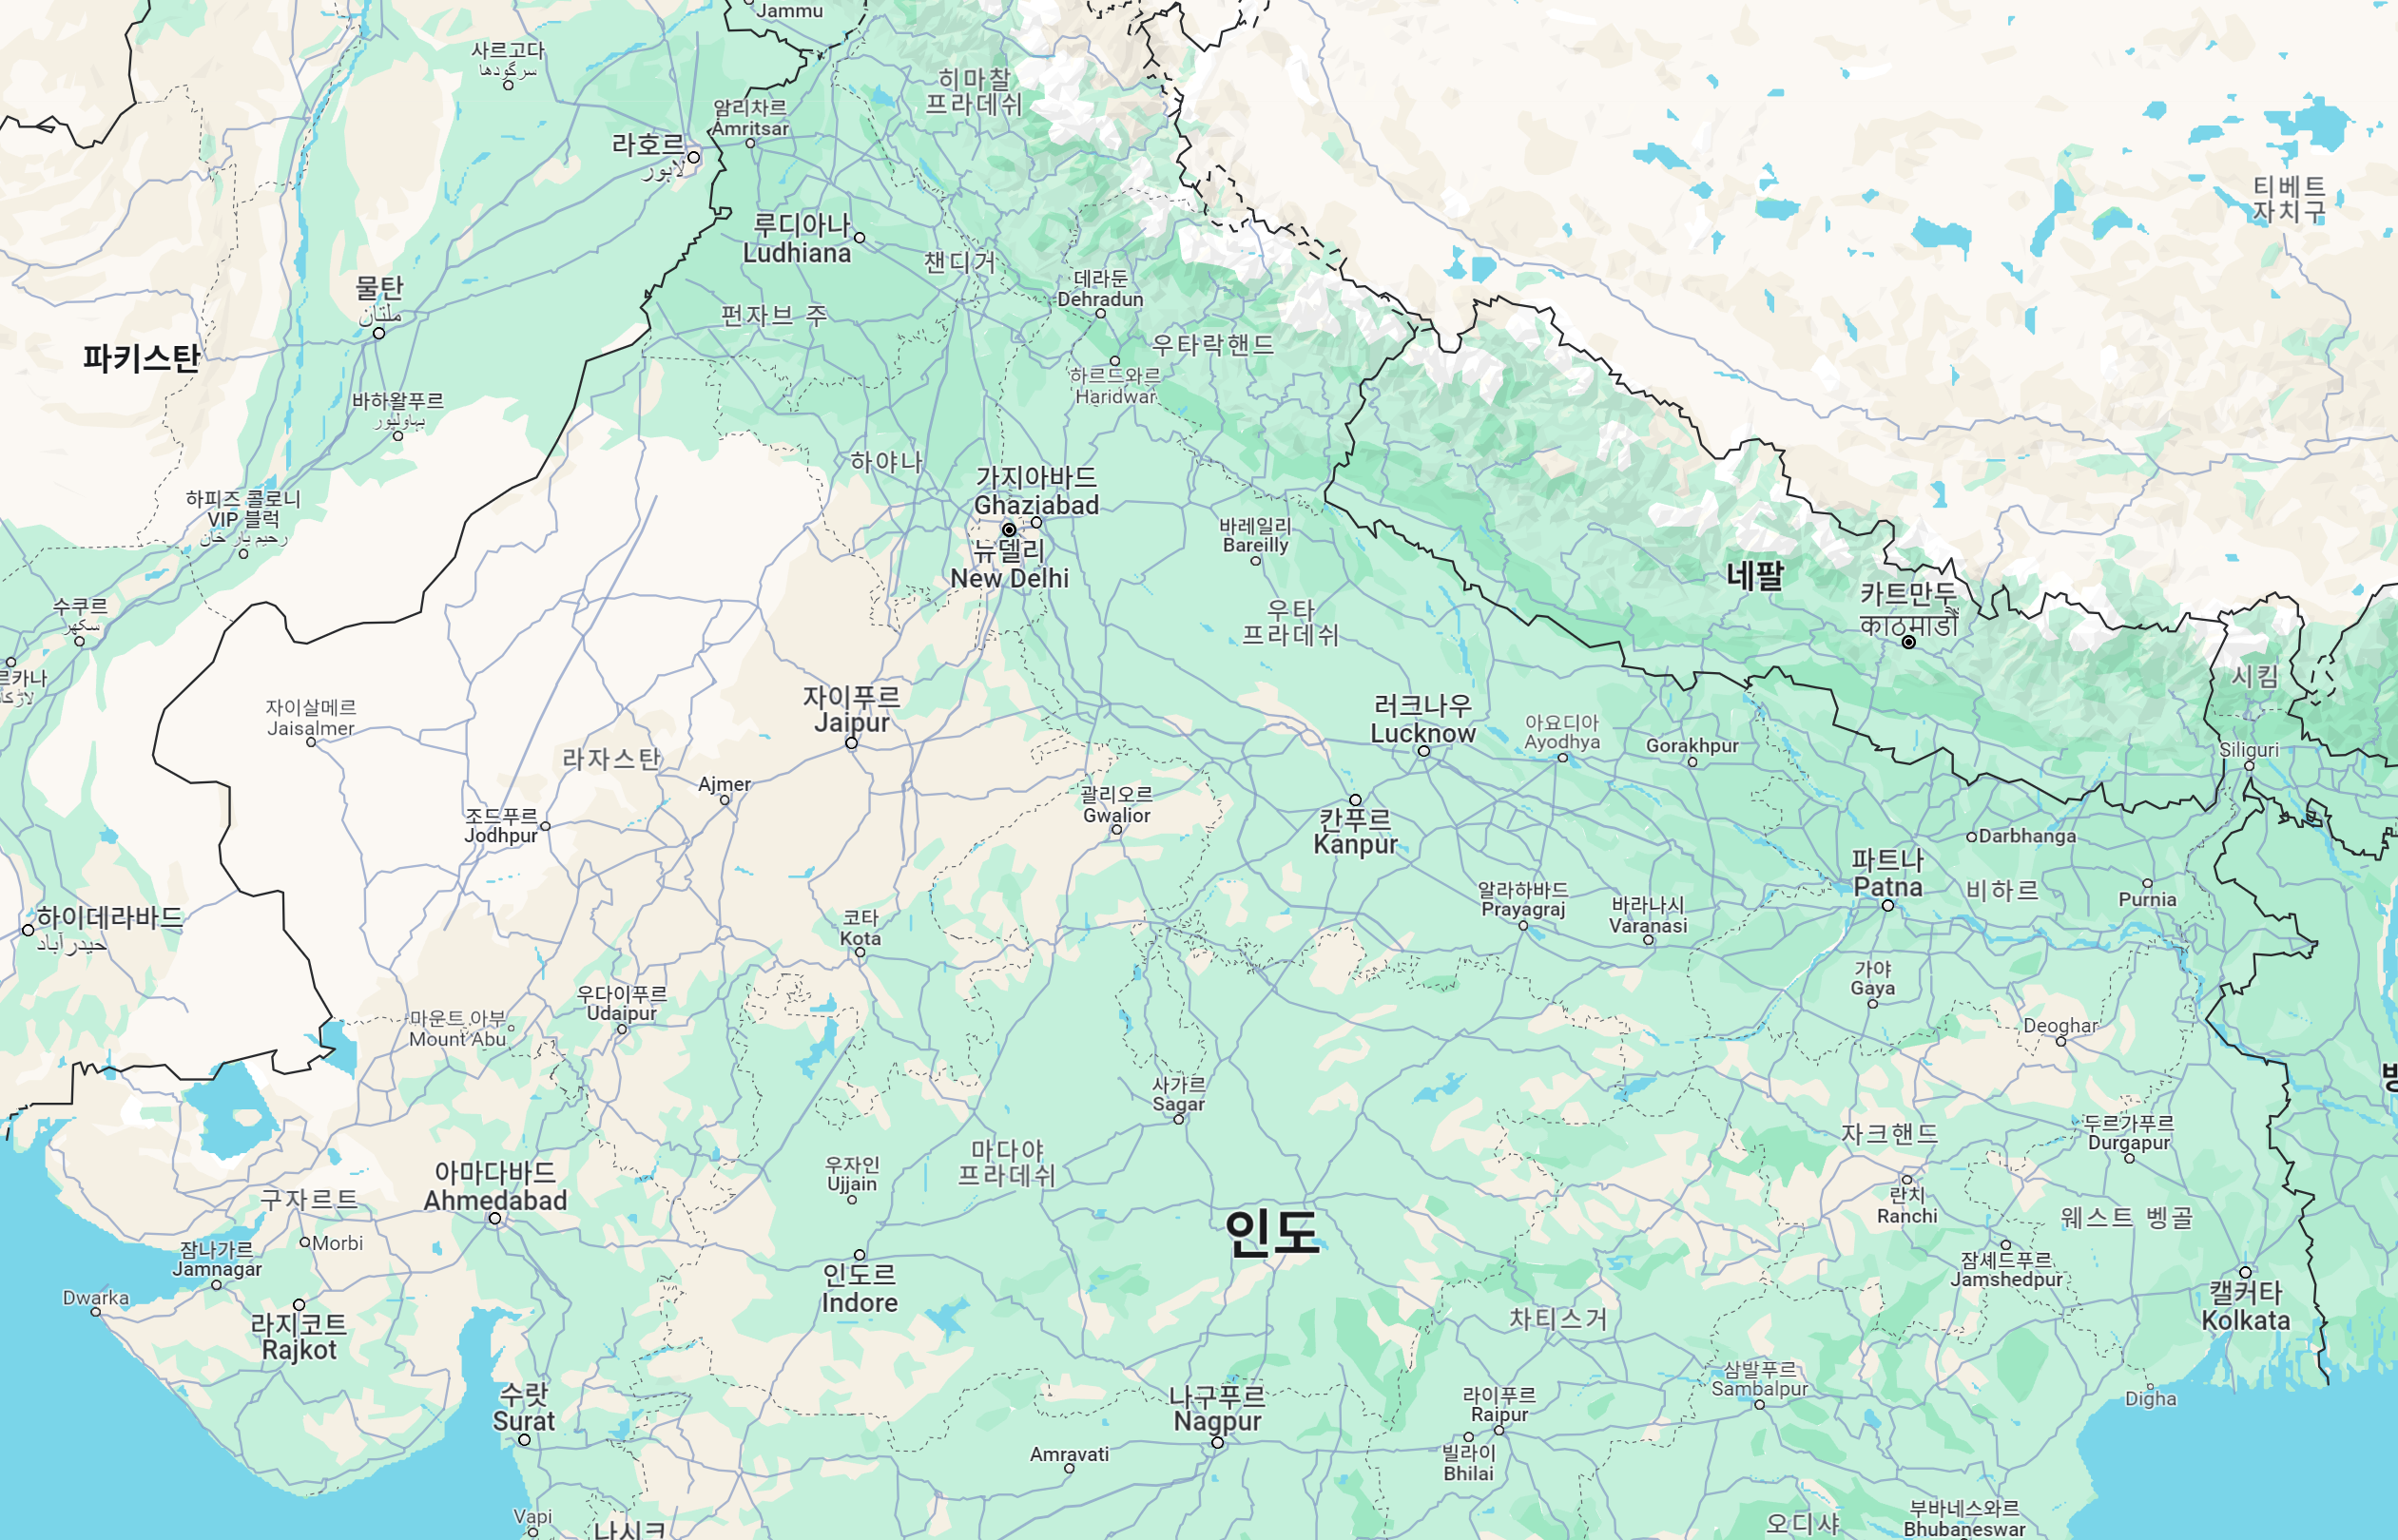 Jammu
사르고다
سرگودھا
히마찰
프라데쉬
암리차르
Amritsar
라호르
لاہور
티베트
자치구
루디아나
Ludhiana
챈디거
데라둔
Dehradun
물탄
ملتان
펀자브 주
우타락핸드
파키스탄
하르드와르
Haridwar
바하왈푸르
بہاولپور
하야나
가지아바드
Ghaziabad
하피즈 콜로니
VIP 블럭
رحیم یار خان
뉴델리
New Delhi
바레일리
Bareilly
네팔
카트만두
काठमाडौं
수쿠르
سکھر
우타
프라데쉬
르카나
시킴
자이살메르
Jaisalmer
자이푸르
Jaipur
러크나우
Lucknow
아요디아
Ayodhya
Gorakhpur
Siliguri
라자스탄
Ajmer
괄리오르
Gwalior
조드푸르
Jodhpur
칸푸르
Kanpur
Darbhanga
파트나
Patna
비하르
Purnia
알라하바드
Prayagraj
바라나시
Varanasi
하이데라바드
حیدرآباد
코타
Kota
가야
Gaya
우다이푸르
Udaipur
마운트 아부
Mount Abu
Deoghar
사가르
Sagar
두르가푸르
Durgapur
자크핸드
마다야
프라데쉬
우자인
Ujjain
아마다바드
Ahmedabad
구자르트
란치
Ranchi
웨스트 벵골
인도
Morbi
잠나가르
Jamnagar
잠셰드푸르
Jamshedpur
인도르
Indore
Dwarka
캘커타
Kolkata
라지코트
Rajkot
차티스거
삼발푸르
Sambalpur
수랏
Surat
나구푸르
Nagpur
라이푸르
Raipur
Digha
Amravati
빌라이
Bhilai
Vapi
나시크
오디샤
부바네스와르
Bhubaneswar